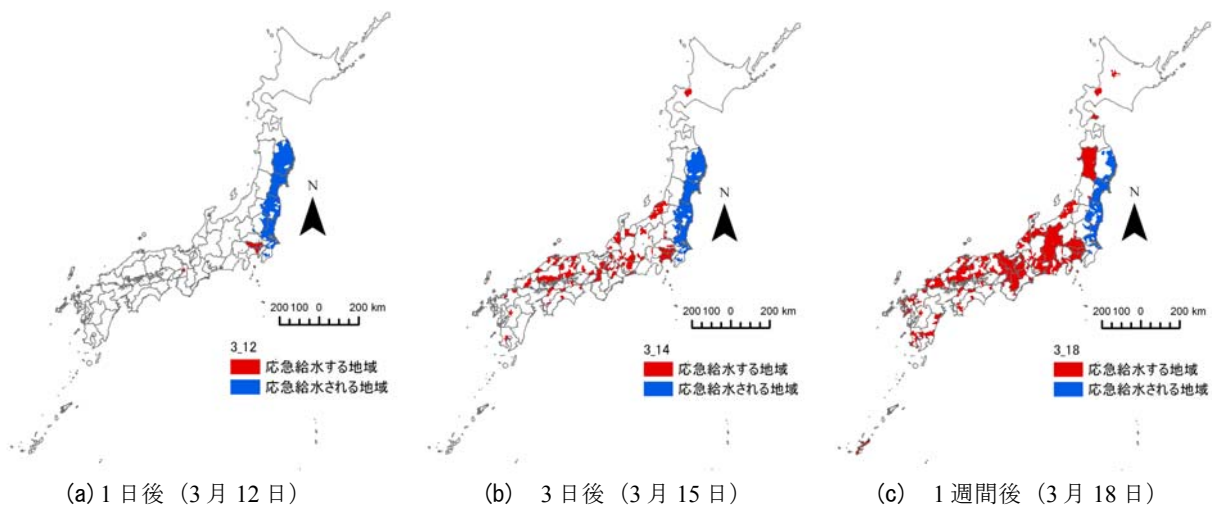 N
200 100 0 200 km
3_12
応急給水する地域
応急給水される地域
(a) 1 日後（3 月 12 日）
N
200 100 0 200 km
3_14
応急給水する地域
応急給水される地域
(b) 3 日後（3 月 15 日）
N
200 100 0 200 km
3_18
応急給水する地域
応急給水される地域
(c) 1 週間後（3 月 18 日）